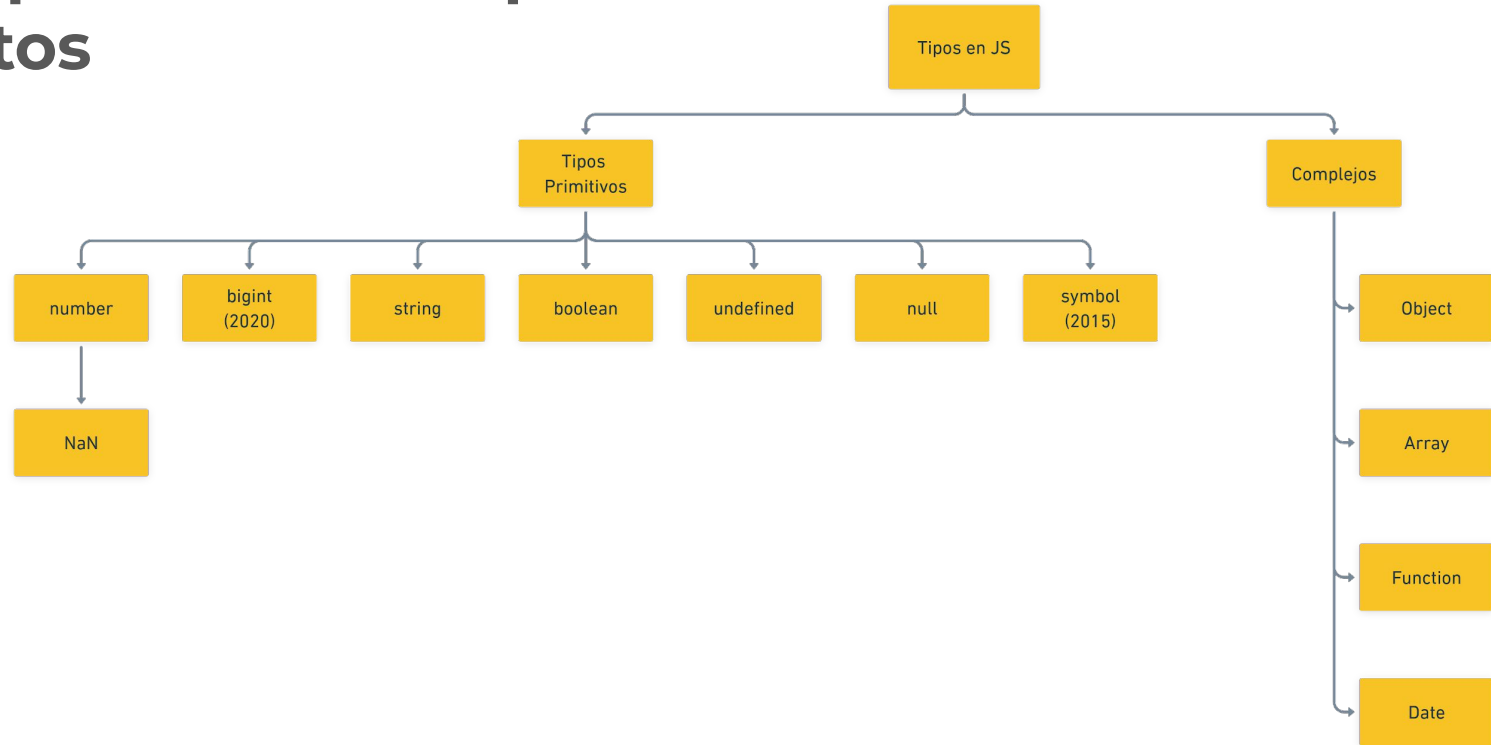 tos
Tipos en JS
Tipos
Primitivos
Complejos
number
bigint
(2020)
string
boolean
undefined
null
symbol
(2015)
Object
NaN
Array
Function
Date